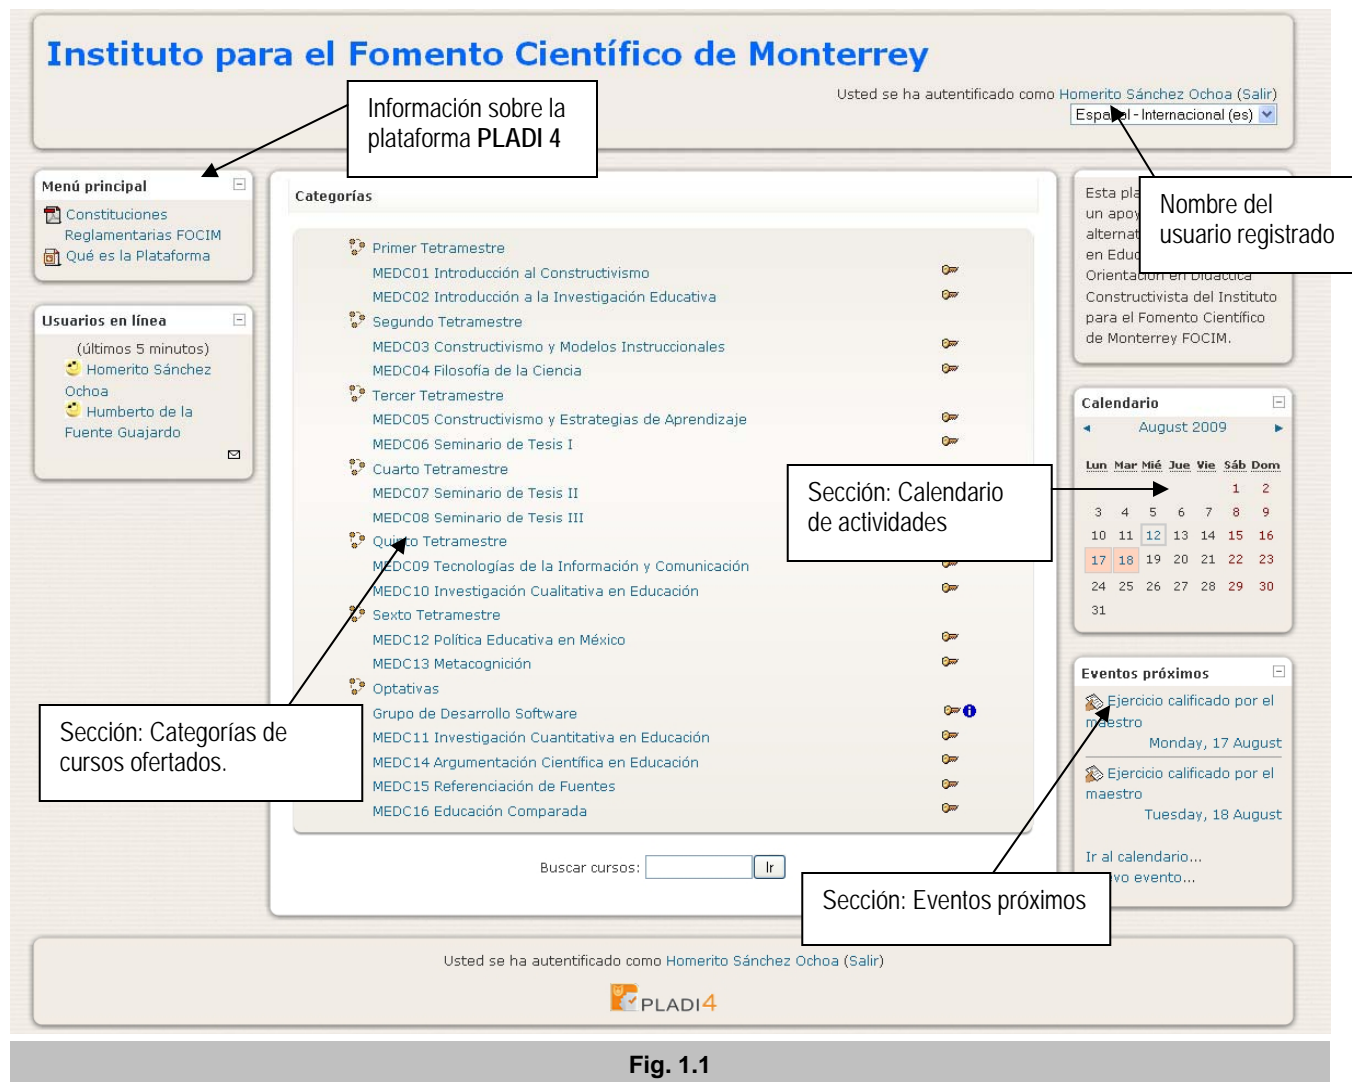 Instituto para el Fomento Científico de Monterrey
Usted se ha autentificado como Homerito Sánchez Ochoa (Salir)
Español - Internacional (es)
Información sobre la
plataforma PLADI 4
Nombre del
usuario registrado
Menú principal
Constituciones
Reglamentarias FOCIM
Qué es la Plataforma
Usuarios en línea
(últimos 5 minutos)
Homerito Sánchez
Ochoa
Humberto de la
Fuente Guajardo
Categorías
Primer Tetramestre
MEDC01 Introducción al Constructivismo
MEDC02 Introducción a la Investigación Educativa
Segundo Tetramestre
MEDC03 Constructivismo y Modelos Instruccionales
MEDC04 Filosofía de la Ciencia
Tercer Tetramestre
MEDC05 Constructivismo y Estrategias de Aprendizaje
MEDC06 Seminario de Tesis I
Cuarto Tetramestre
MEDC07 Seminario de Tesis II
MEDC08 Seminario de Tesis III
Quinto Tetramestre
MEDC09 Tecnologías de la Información y Comunicación
MEDC10 Investigación Cualitativa en Educación
Sexto Tetramestre
MEDC12 Política Educativa en México
MEDC13 Metacognición
Optativas
Grupo de Desarrollo Software
MEDC11 Investigación Cuantitativa en Educación
MEDC14 Argumentación Científica en Educación
MEDC15 Referenciación de Fuentes
MEDC16 Educación Comparada
Buscar cursos: Ir
Sección: Categorías de
cursos ofertados.
Sección: Calendario
de actividades
Sección: Eventos próximos
Esta
un
en
Orientación en Didáctica
Constructivista del Instituto
para el Fomento Científico
de Monterrey FOCIM.
Calendario
August 2009
Lun Mar Mié Jue Vie Sáb Dom
1 2
3 4 5 6 7 8 9
10 11 12 13 14 15 16
17 18 19 20 21 22 23
24 25 26 27 28 29 30
31
Eventos próximos
Ejercicio calificado por el
maestro
Monday, 17 August
Ejercicio calificado por el
maestro
Tuesday, 18 August
Ir al calendario...
evento...
Usted se ha autentificado como Homerito Sánchez Ochoa (Salir)
PLADI4
Fig. 1.1